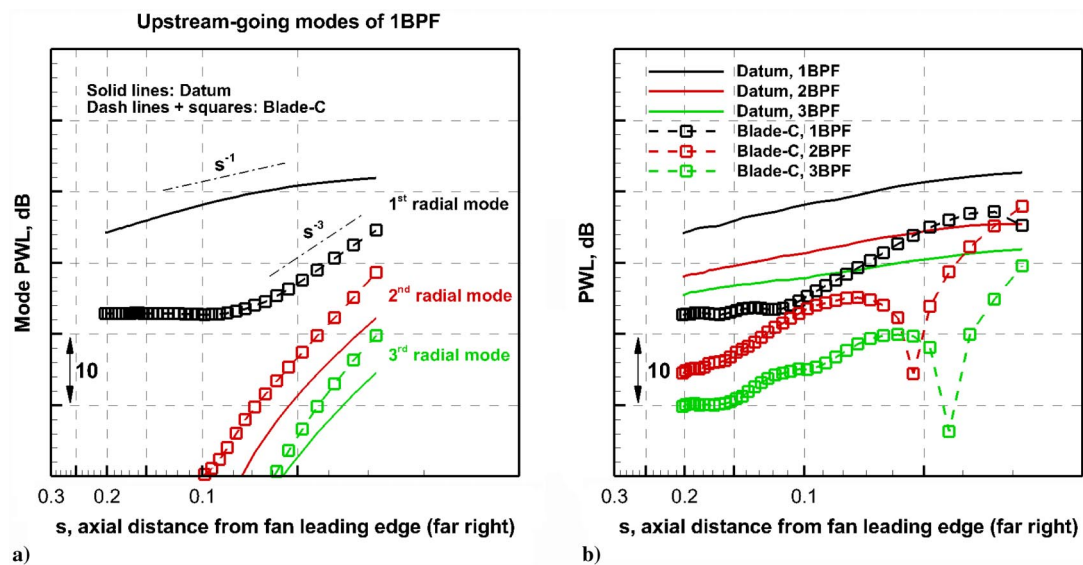 Upstream-going modes of 1BPF
Solid lines: Datum
Dash lines + squares: Blade-C
s-1
1st radial mode
s-3
2nd radial mode
3rd radial mode
10
Mode PWL, dB
0.3
0.2
0.1
s, axial distance from fan leading edge (far right)
a)
Datum, 1BPF
Datum, 2BPF
Datum, 3BPF
Blade-C, 1BPF
Blade-C, 2BPF
Blade-C, 3BPF
10
PWL, dB
0.3
0.2
0.1
s, axial distance from fan leading edge (far right)
b)